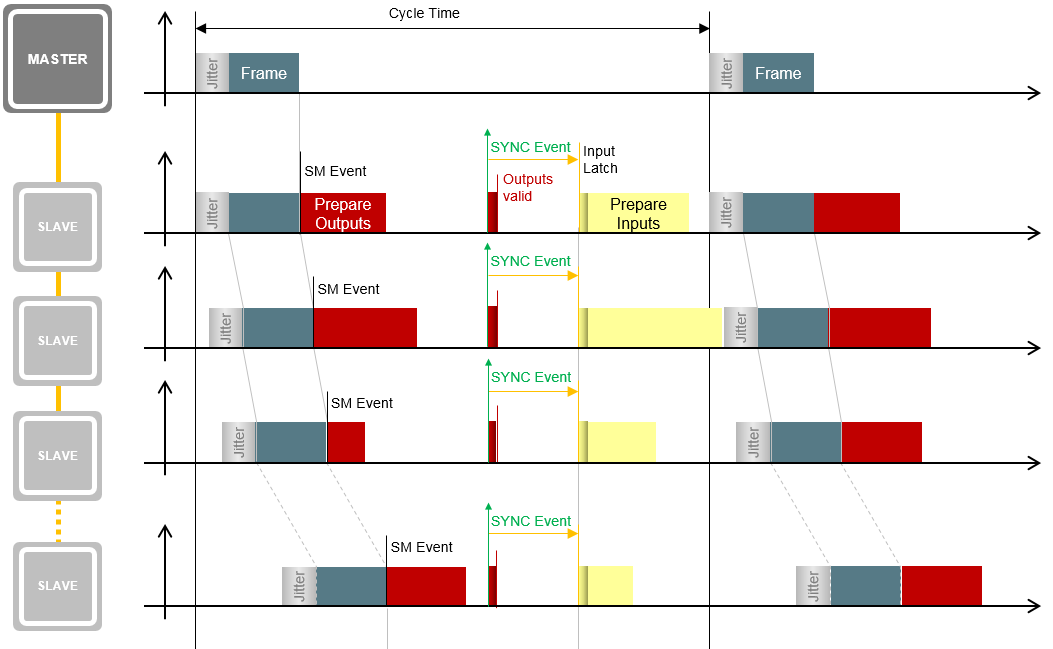 Cycle Time
MASTER
Jitter
Frame
Jitter
Frame
SYNC Event
Input
Latch
SM Event
Outputs
valid
SLAVE
Jitter
Prepare
Outputs
Prepare
Inputs
Jitter
SYNC Event
SM Event
SLAVE
Jitter
Jitter
SYNC Event
SM Event
SLAVE
Jitter
Jitter
SYNC Event
SM Event
SLAVE
Jitter
Jitter